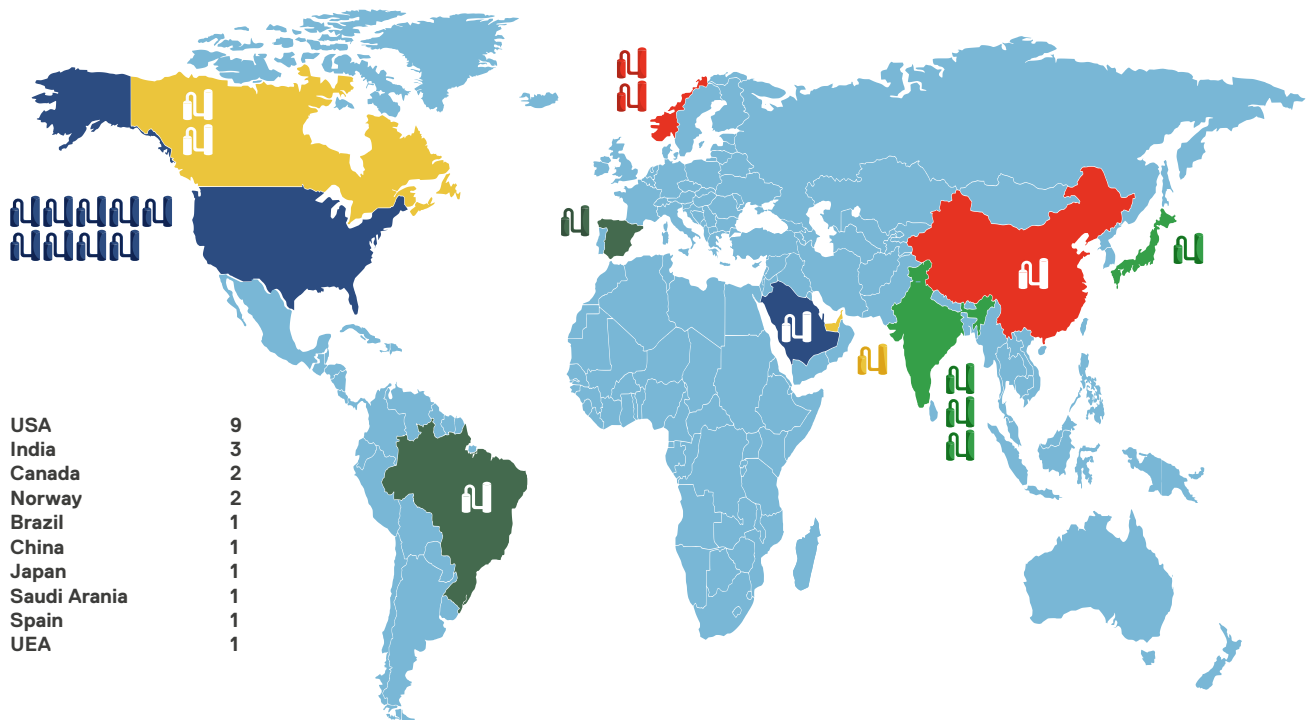 USA 9
India 3
Canada 2
Norway 2
Brazil 1
China 1
Japan 1
Saudi Arania 1
Spain 1
UEA 1